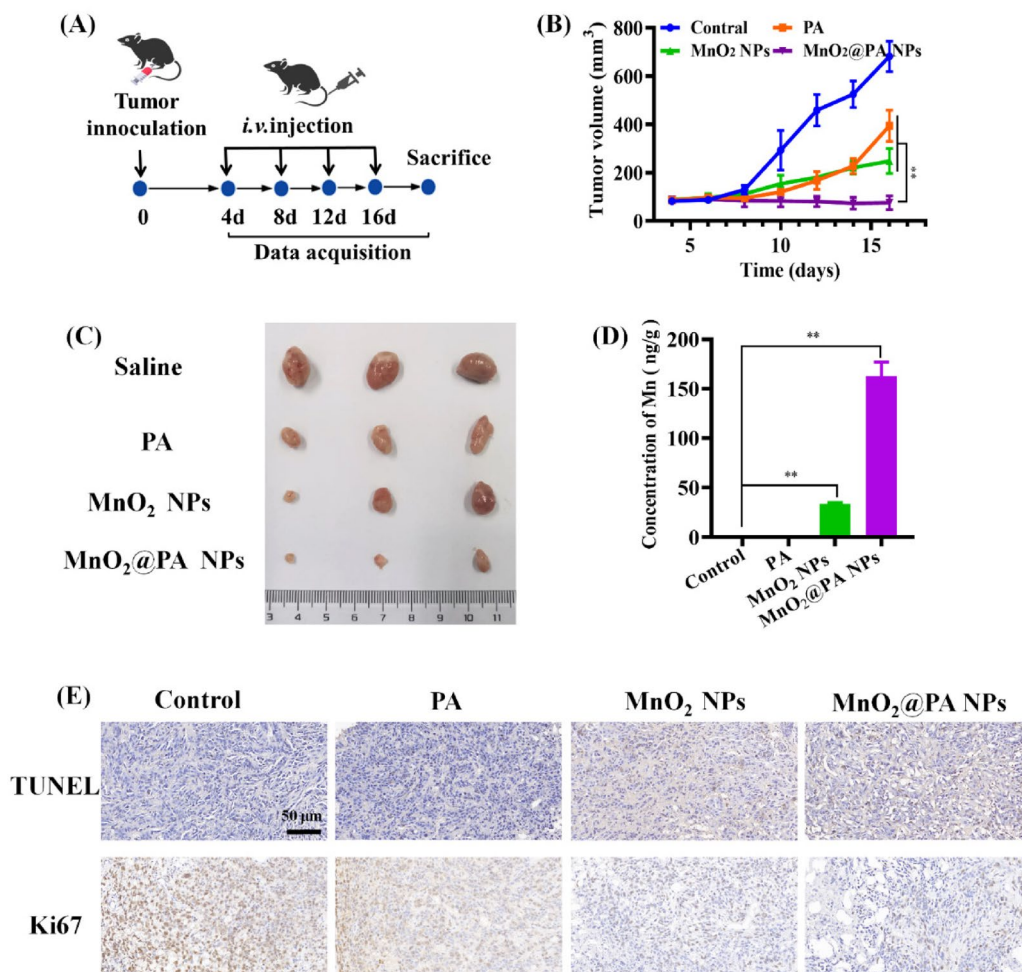 (A)
Tumor
innoculation
i.v.injection
Sacrifice
0
4d
8d
12d
16d
Data acquisition
(B)
Control
PA
MnO2 NPs
MnO2@PA NPs
Tumor volume (mm3)
800
600
400
200
0
5
10
15
Time (days)
**
(C)
Saline
PA
MnO2 NPs
MnO2@PA NPs
3 4 5 6 7 8 9 10 11
(D)
Concentration of Mn ( ng/g )
200
150
100
50
0
**
**
Control
PA
MnO2 NPs
MnO2@PA NPs
(E)
Control
PA
MnO2 NPs
MnO2@PA NPs
TUNEL
50 μm
Ki67